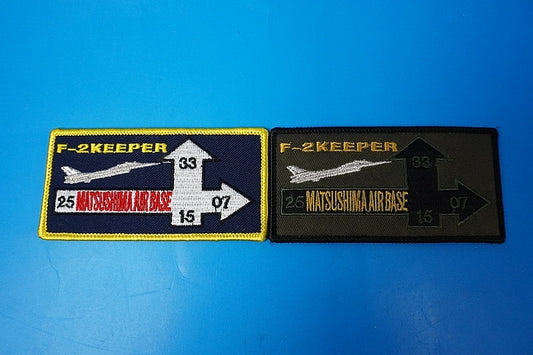 F-2KEEPER
33
25 MATSUSHIMA AIR BASE 07
15
F-2KEEPER
33
25 MATSUSHIMA AIR BASE 07
15